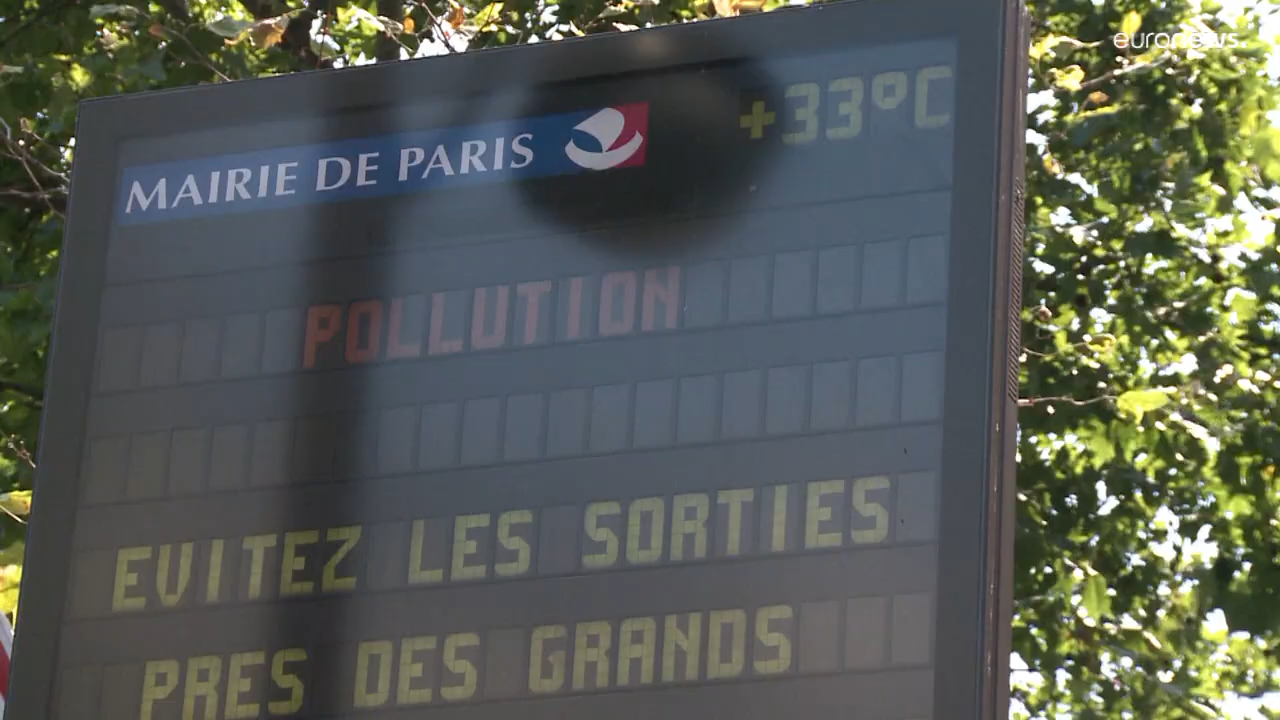 euronews.
+33°C
MAIRIE DE PARIS
POLLUTION
EVITEZ LES SORTIES
PRES DES GRANDS